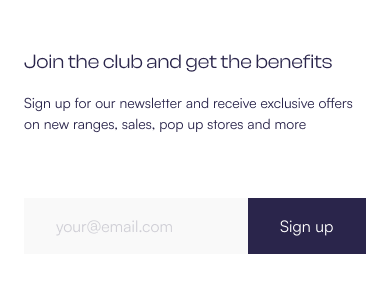 Join the club and get the benefits
Sign up for our newsletter and receive exclusive offers
on new ranges, sales, pop up stores and more
your@email.com
Sign up